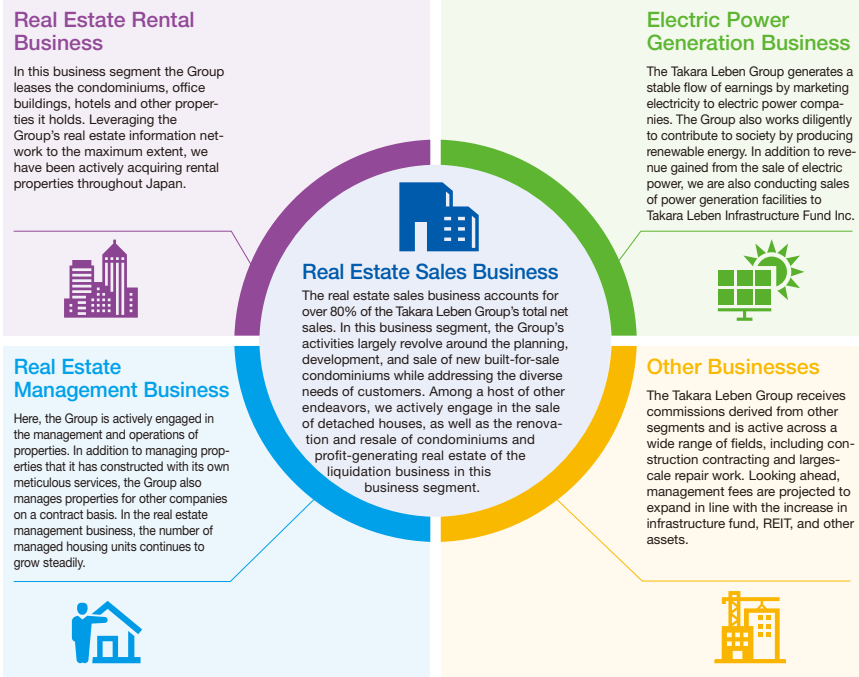 Real Estate Rental
Business
In this business segment the Group
leases the condominiums, office
buildings, hotels and other proper-
ties it holds. Leveraging the
Group's real estate information net-
work to the maximum extent, we
have been actively acquiring rental
properties throughout Japan.
Electric Power
Generation Business
The Takara Leben Group generates a
stable flow of earnings by marketing
electricity to electric power compa-
nies. The Group also works diligently
to contribute to society by producing
renewable energy. In addition to reve-
nue gained from the sale of electric
power, we are also conducting sales
of power generation facilities to
Takara Leben Infrastructure Fund Inc.
Real Estate Sales Business
The real estate sales business accounts for
over 80% of the Takara Leben Group's total net
sales. In this business segment, the Group's
activities largely revolve around the planning,
development, and sale of new built-for-sale
condominiums while addressing the diverse
needs of customers. Among a host of other
endeavors, we actively engage in the sale
of detached houses, as well as the renova-
tion and resale of condominiums and
profit-generating real estate of the
liquidation business in this
business segment.
Real Estate
Management Business
Here, the Group is actively engaged in
the management and operations of
properties. In addition to managing prop-
erties that it has constructed with its own
meticulous services, the Group also
manages properties for other companies
on a contract basis. In the real estate
management business, the number of
managed housing units continues to
grow steadily.
Other Businesses
The Takara Leben Group receives
commissions derived from other
segments and is active across a
wide range of fields, including con-
struction contracting and larges-
cale repair work. Looking ahead,
management fees are projected to
expand in line with the increase in
infrastructure fund, REIT, and other
assets.